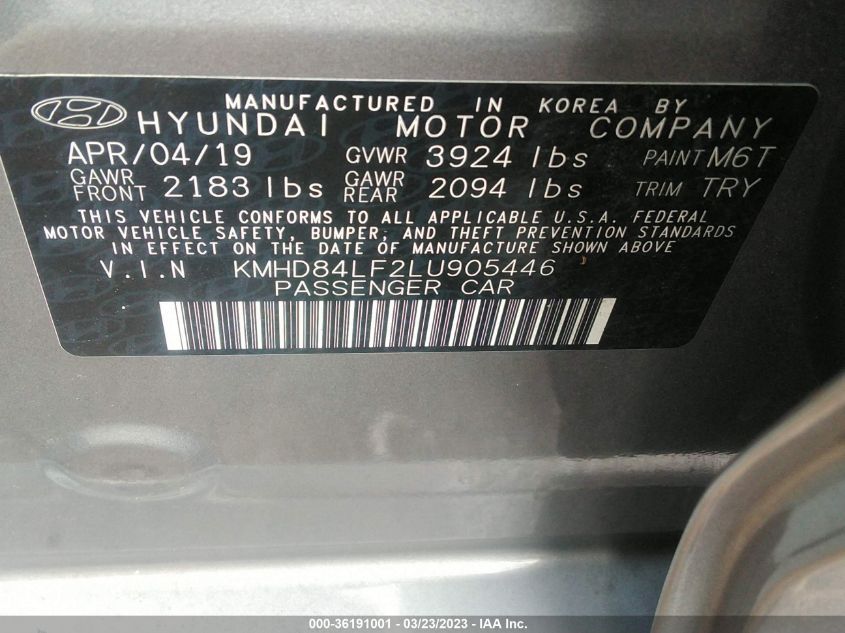 MANUFACTURED IN KOREA BY
HYUNDAI MOTOR COMPANY
APR/04/19 GVWR 3924 lbs PAINT M6T
GAWR FRONT 2183 lbs GAWR REAR 2094 lbs TRIM TRY
THIS VEHICLE CONFORMS TO ALL APPLICABLE U.S.A. FEDERAL
MOTOR VEHICLE SAFETY, BUMPER, AND THEFT PREVENTION STANDARDS
IN EFFECT ON THE DATE OF MANUFACTURE SHOWN ABOVE
V.I.N KMHD84LF2LU905446
PASSENGER CAR
000-36191001 - 03/23/2023 - IAA Inc.